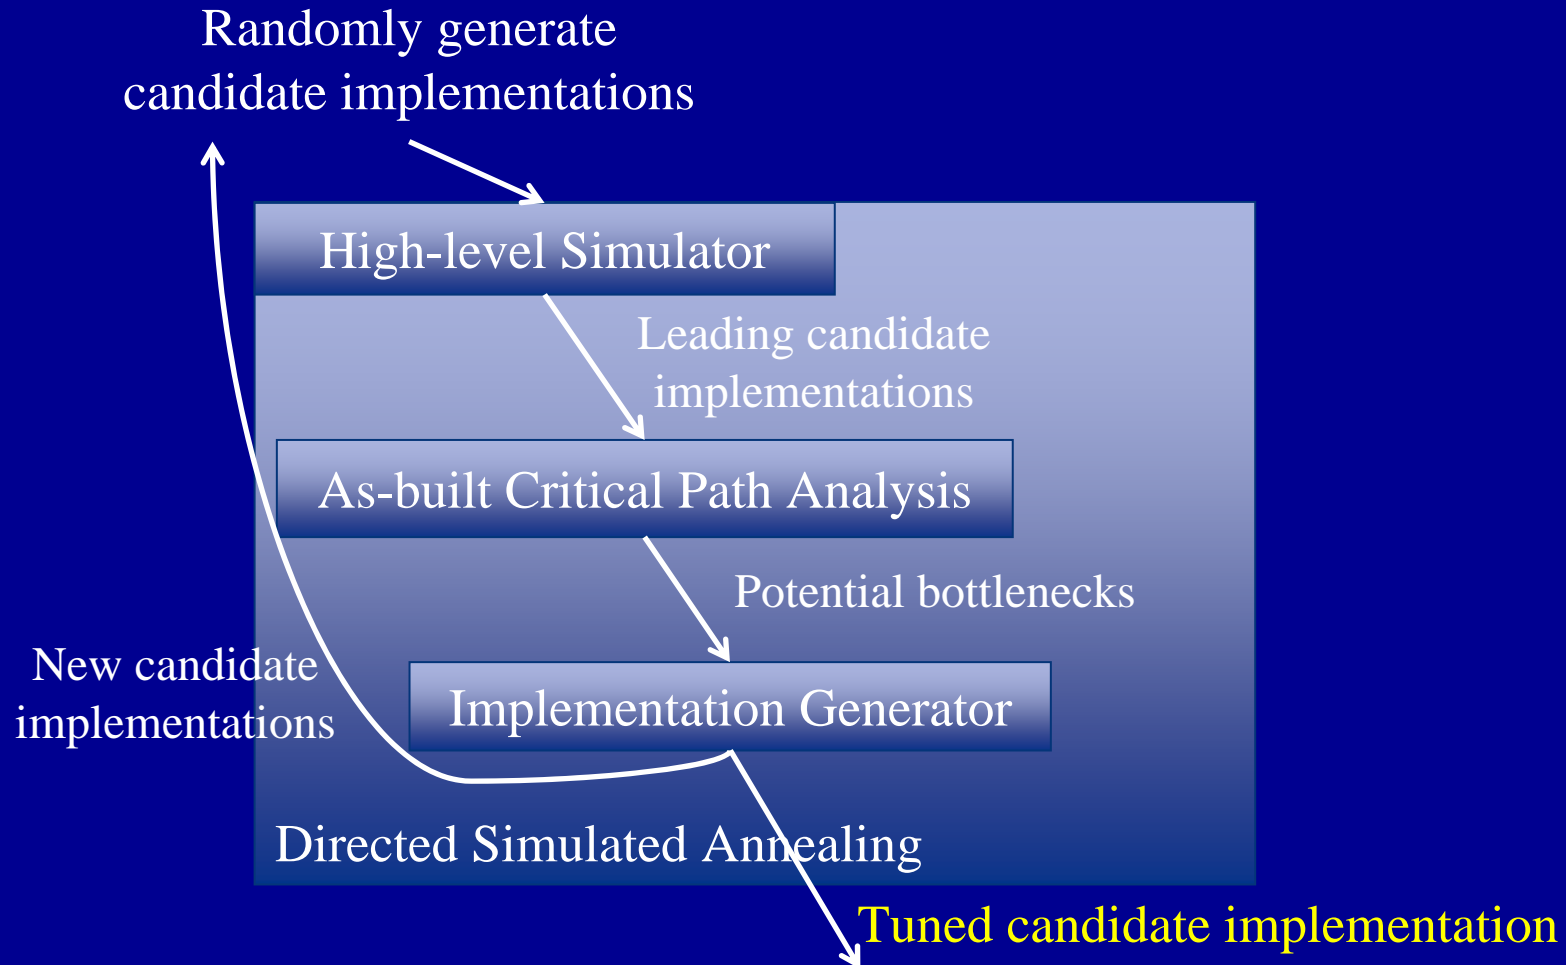 Randomly generate
candidate implementations
High-level Simulator
Leading candidate
implementations
As-built Critical Path Analysis
Potential bottlenecks
New candidate
implementations
Implementation Generator
Directed Simulated Annealing
Tuned candidate implementation